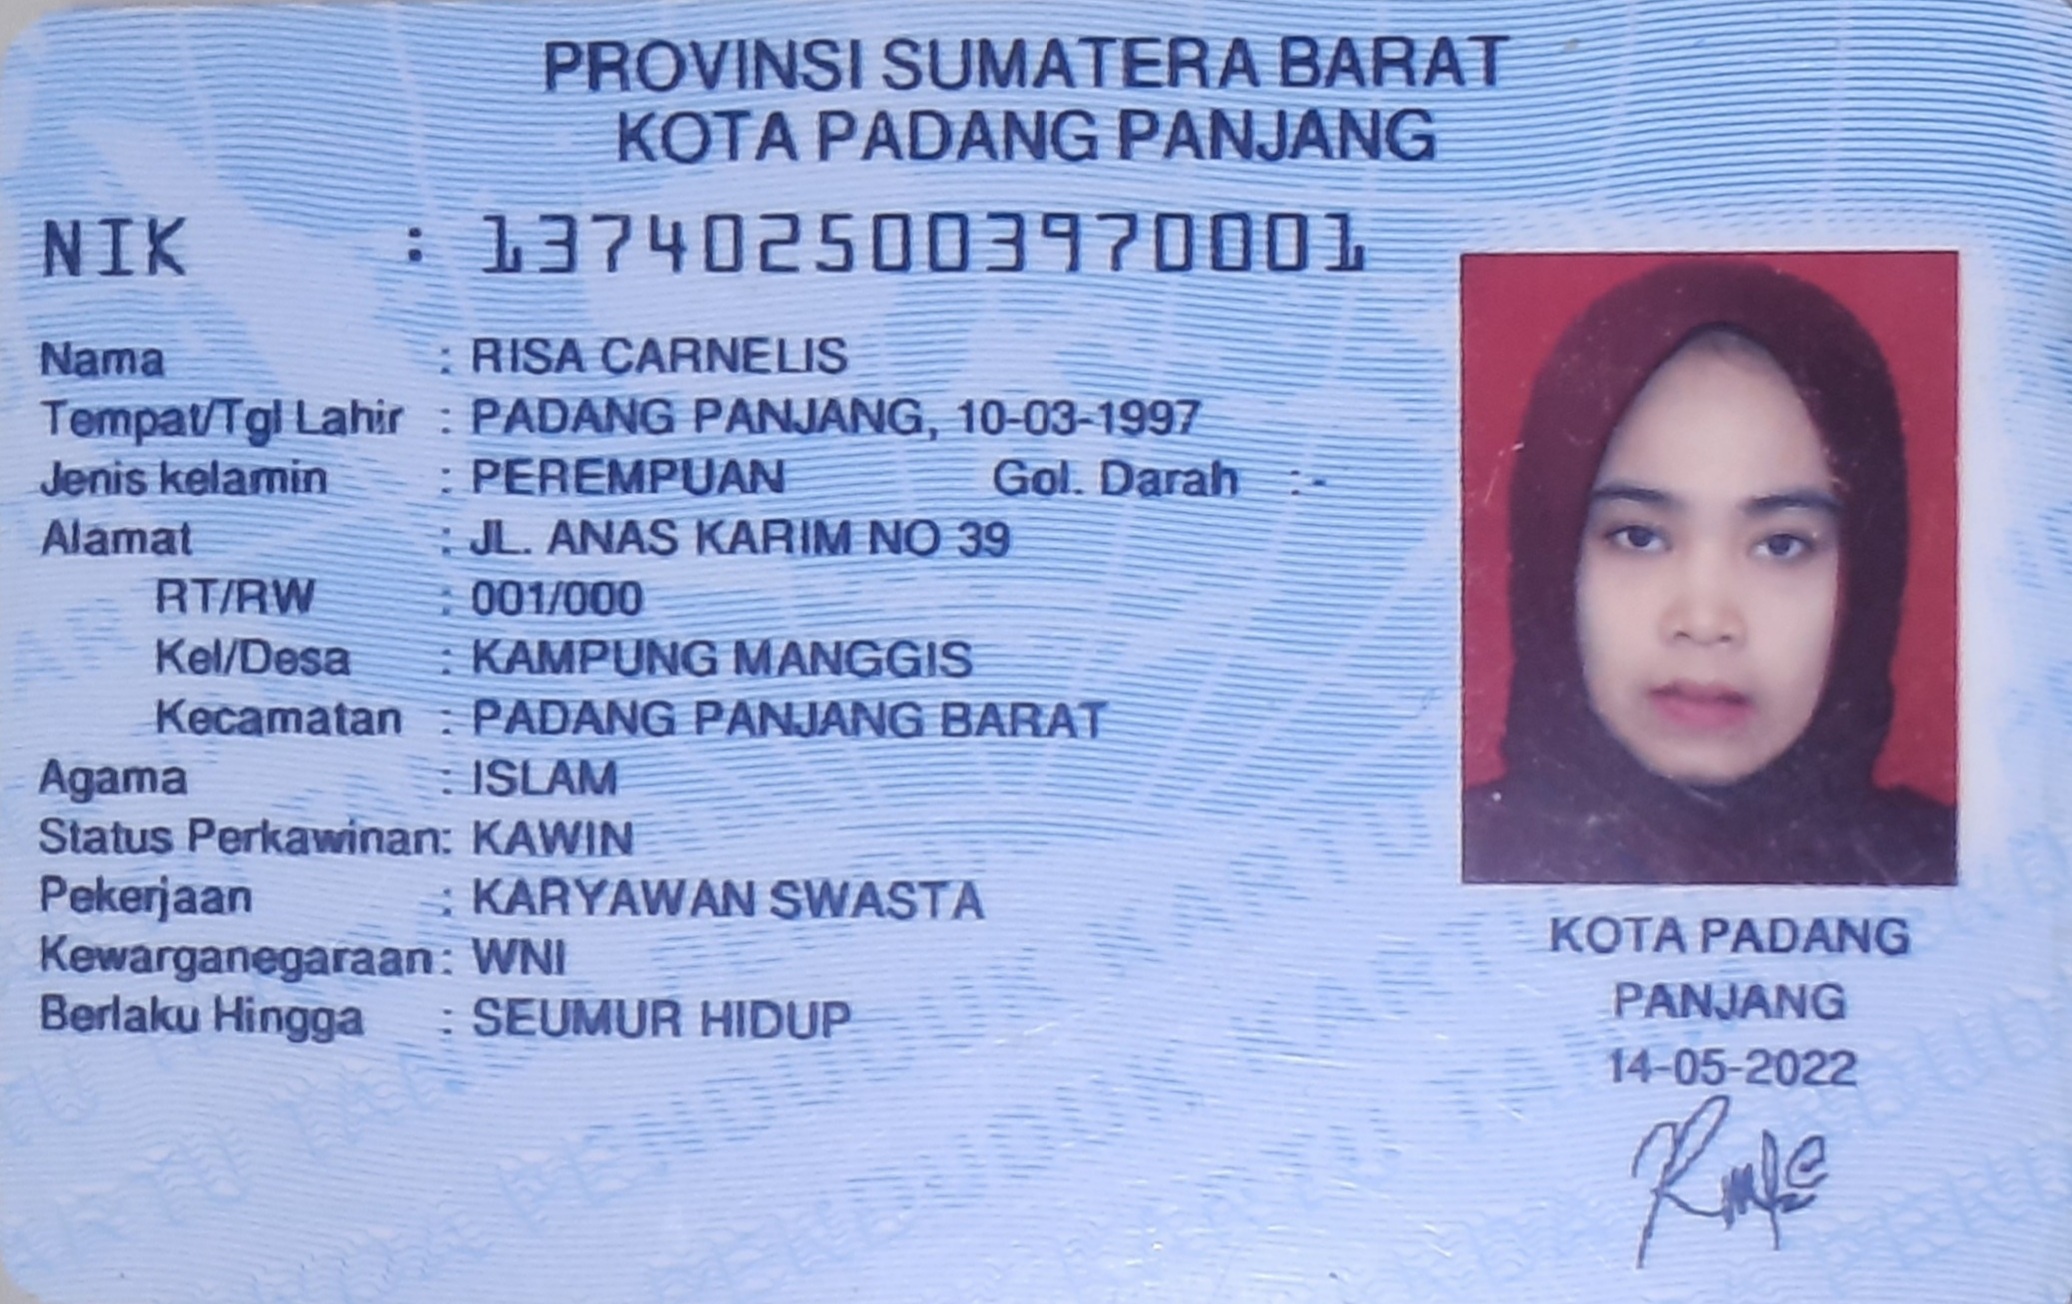 PROVINSI SUMATERA BARAT
KOTA PADANG PANJANG
NIK : 1374025003970001
Nama : RISA CARNELIS
Tempat/Tgl Lahir : PADANG PANJANG, 10-03-1997
Jenis kelamin : PEREMPUAN Gol. Darah : -
Alamat : JL. ANAS KARIM NO 39
RT/RW : 001/000
Kel/Desa : KAMPUNG MANGGIS
Kecamatan : PADANG PANJANG BARAT
Agama : ISLAM
Status Perkawinan: KAWIN
Pekerjaan : KARYAWAN SWASTA
Kewarganegaraan: WNI
Berlaku Hingga : SEUMUR HIDUP
KOTA PADANG
PANJANG
14-05-2022